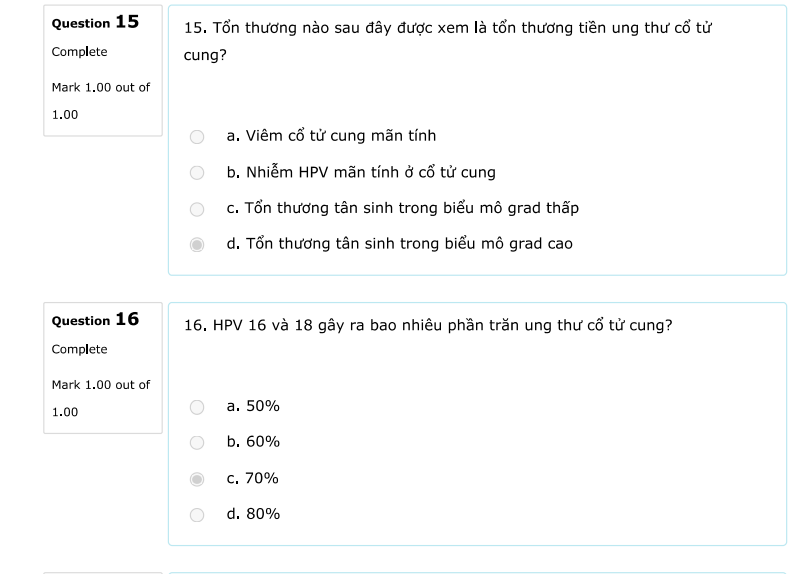 Question 15
Complete
Mark 1.00 out of
1.00
15. Tổn thương nào sau đây được xem là tổn thương tiền ung thư cổ tử
cung?
a. Viêm cổ tử cung mãn tính
b. Nhiễm HPV mãn tính ở cổ tử cung
c. Tổn thương tân sinh trong biểu mô grad thấp
d. Tổn thương tân sinh trong biểu mô grad cao
Question 16
Complete
Mark 1.00 out of
1.00
16. HPV 16 và 18 gây ra bao nhiêu phần trăn ung thư cổ tử cung?
a. 50%
b. 60%
c. 70%
d. 80%